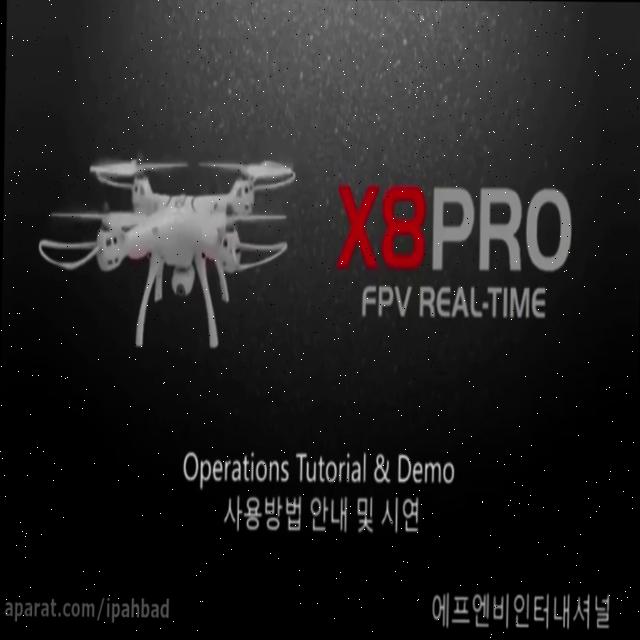 X8PRO
FPV REAL-TIME
Operations Tutorial & Demo
사용방법 안내 및 시연
aparat.com/ipahbad
에프엔비인터내셔널